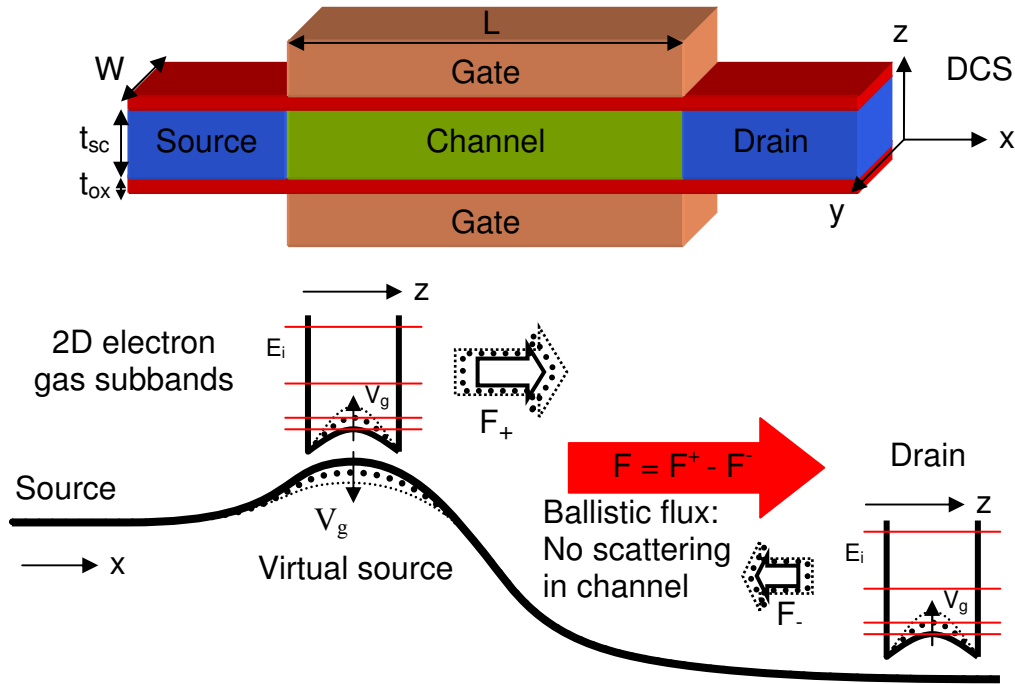 L
W
Gate
z
DCS
t_sc
Source
Channel
Drain
x
t_ox
Gate
y
z
2D electron
gas subbands
E_i
V_g
F_+
F = F^+ - F^-
Drain
Source
V_g
Ballistic flux:
No scattering
in channel
z
E_i
x
Virtual source
F_-
V_g